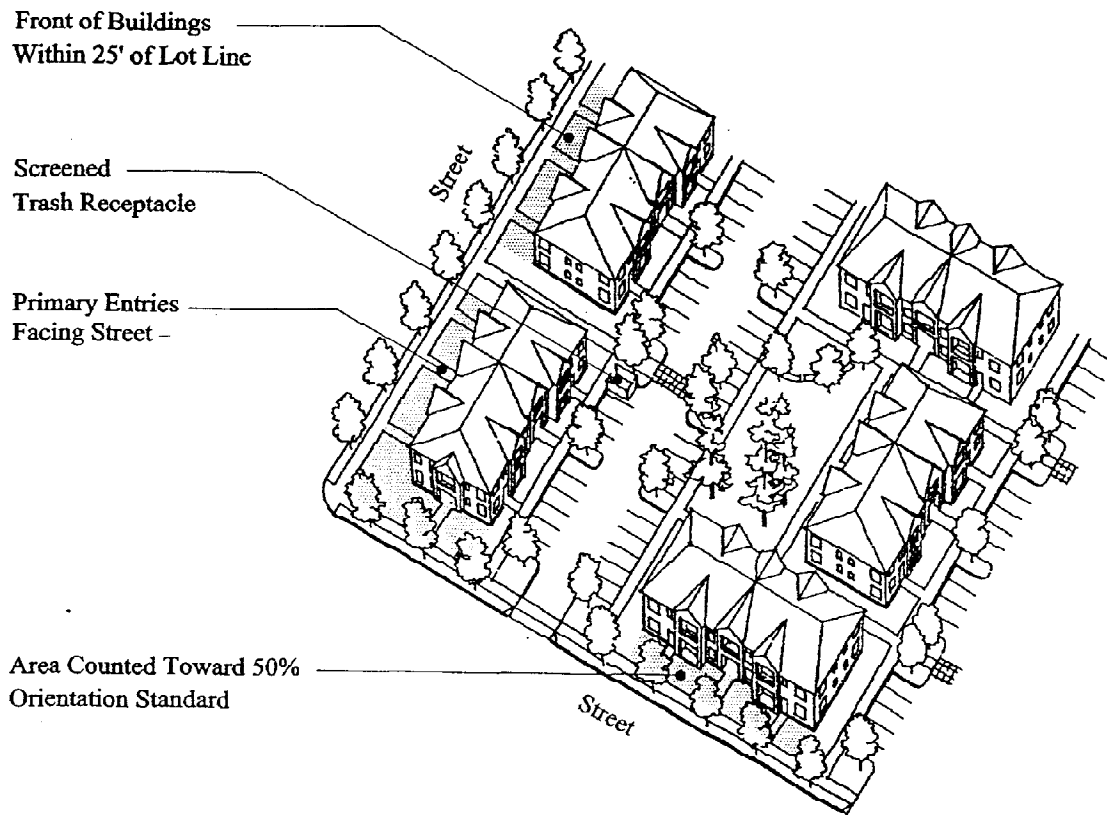 Front of Buildings
Within 25' of Lot Line
Street
Screened
Trash Receptacle
Primary Entries
Facing Street –
Area Counted Toward 50%
Orientation Standard
Street